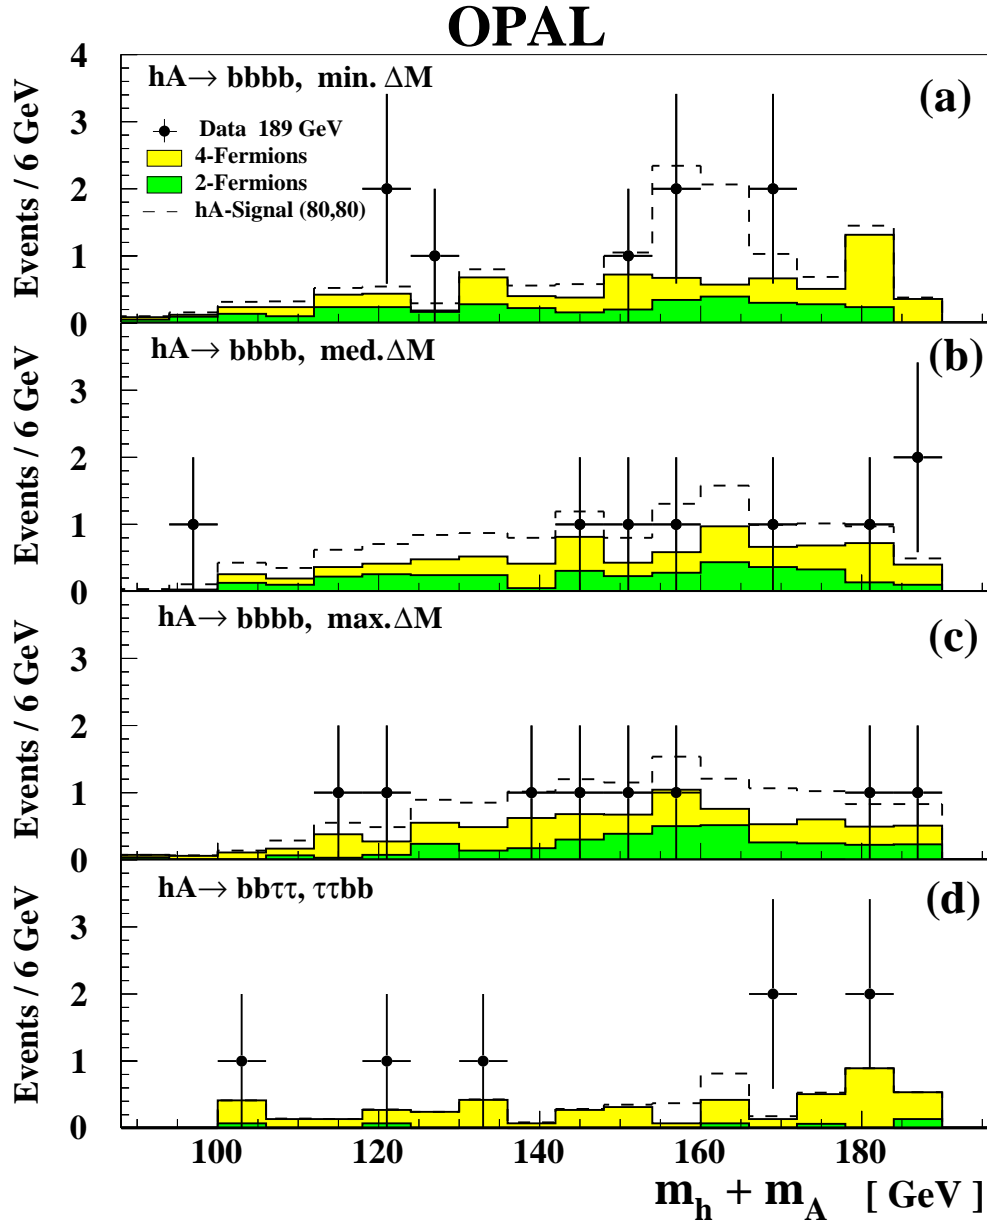 OPAL
hA→ bbbb, min. ΔM
(a)
Data 189 GeV
4-Fermions
2-Fermions
hA-Signal (80,80)
Events / 6 GeV
4
3
2
1
0
hA→ bbbb, med. ΔM
(b)
Events / 6 GeV
3
2
1
0
hA→ bbbb, max. ΔM
(c)
Events / 6 GeV
3
2
1
0
hA→ bbττ, ττbb
(d)
Events / 6 GeV
3
2
1
0
100 120 140 160 180
m_h + m_A [ GeV ]